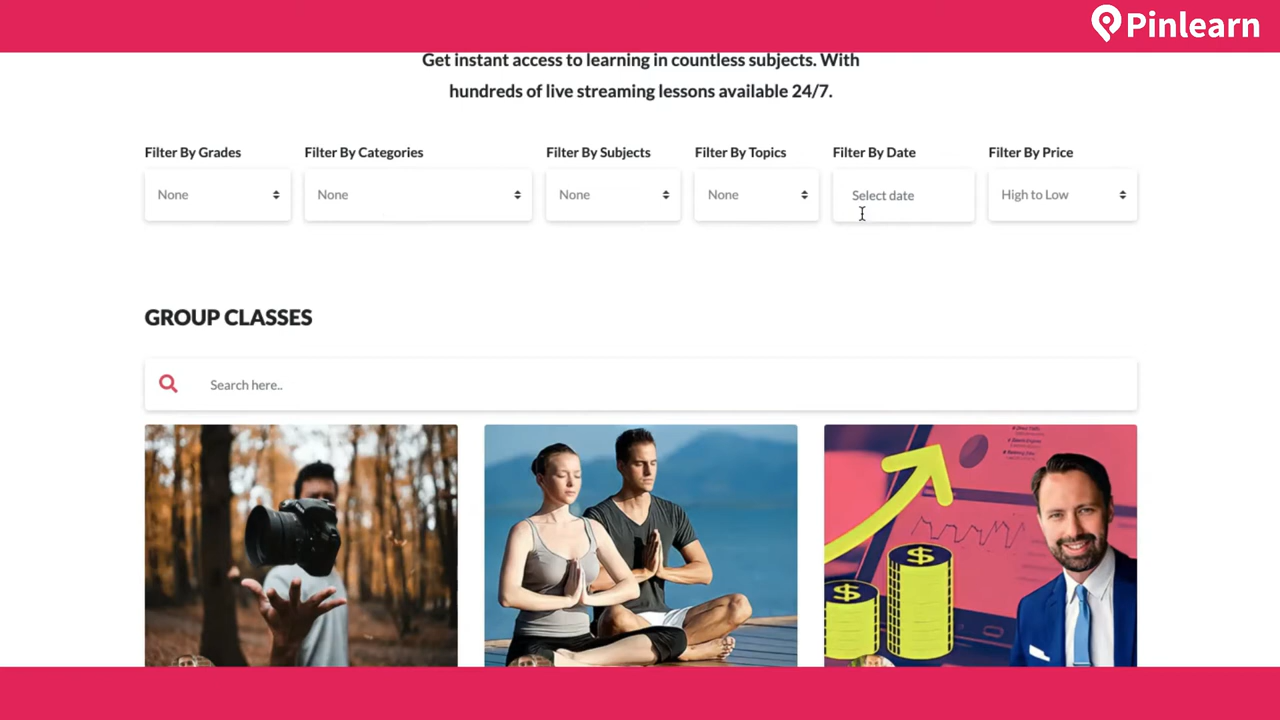 Pinlearn
Get instant access to learning in countless subjects. With
hundreds of live streaming lessons available 24/7.
Filter By Grades
Filter By Categories
Filter By Subjects
Filter By Topics
Filter By Date
Filter By Price
None
None
None
None
Select date
High to Low
GROUP CLASSES
Search here..
$
$